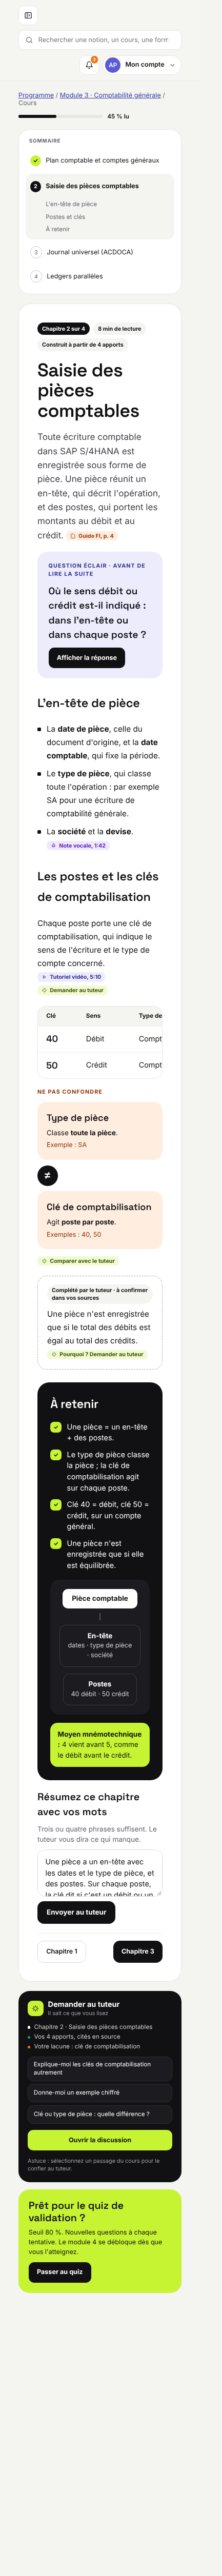 Rechercher une notion, un cours, une form
3
AP Mon compte
Programme / Module 3 · Comptabilité générale /
Cours
45 % lu
SOMMAIRE
Plan comptable et comptes généraux
2 Saisie des pièces comptables
L'en-tête de pièce
Postes et clés
À retenir
3 Journal universel (ACDOCA)
4 Ledgers parallèles
Chapitre 2 sur 4 8 min de lecture
Construit à partir de 4 apports
Saisie des
pièces
comptables
Toute écriture comptable
dans SAP S/4HANA est
enregistrée sous forme de
pièce. Une pièce réunit un
en-tête, qui décrit l'opération,
et des postes, qui portent les
montants au débit et au
crédit. Guide FI, p. 4
QUESTION ÉCLAIR · AVANT DE
LIRE LA SUITE
Où le sens débit ou
crédit est-il indiqué :
dans l'en-tête ou
dans chaque poste ?
Afficher la réponse
L'en-tête de pièce
La date de pièce, celle du
document d'origine, et la date
comptable, qui fixe la période.
Le type de pièce, qui classe
toute l'opération : par exemple
SA pour une écriture de
comptabilité générale.
La société et la devise.
Note vocale, 1:42
Les postes et les clés
de comptabilisation
Chaque poste porte une clé de
comptabilisation, qui indique le
sens de l'écriture et le type de
compte concerné.
Tutoriel vidéo, 5:10
Demander au tuteur
Clé Sens Type de
40 Débit Compt
50 Crédit Compt
NE PAS CONFONDRE
Type de pièce
Classe toute la pièce.
Exemple : SA
≠
Clé de comptabilisation
Agit poste par poste.
Exemples : 40, 50
Comparer avec le tuteur
Complété par le tuteur · à confirmer
dans vos sources
Une pièce n'est enregistrée
que si le total des débits est
égal au total des crédits.
Pourquoi ? Demander au tuteur
À retenir
Une pièce = un en-tête
+ des postes.
Le type de pièce classe
la pièce ; la clé de
comptabilisation agit
sur chaque poste.
Clé 40 = débit, clé 50 =
crédit, sur un compte
général.
Une pièce n'est
enregistrée que si elle
est équilibrée.
Pièce comptable
En-tête
dates · type de pièce
· société
Postes
40 débit · 50 crédit
Moyen mnémotechnique
: 4 vient avant 5, comme
le débit avant le crédit.
Résumez ce chapitre
avec vos mots
Trois ou quatre phrases suffisent. Le
tuteur vous dira ce qui manque.
Une pièce a un en-tête avec
les dates et le type de pièce, et
des postes. Sur chaque poste,
la clé dit si c'est un débit ou un
Envoyer au tuteur
Chapitre 1 Chapitre 3
Demander au tuteur
Il sait ce que vous lisez
Chapitre 2 · Saisie des pièces comptables
Vos 4 apports, cités en source
Votre lacune : clé de comptabilisation
Explique-moi les clés de comptabilisation
autrement
Donne-moi un exemple chiffré
Clé ou type de pièce : quelle différence ?
Ouvrir la discussion
Astuce : sélectionnez un passage du cours pour le
confier au tuteur.
Prêt pour le quiz de
validation ?
Seuil 80 %. Nouvelles questions à chaque
tentative. Le module 4 se débloque dès que
vous l'atteignez.
Passer au quiz